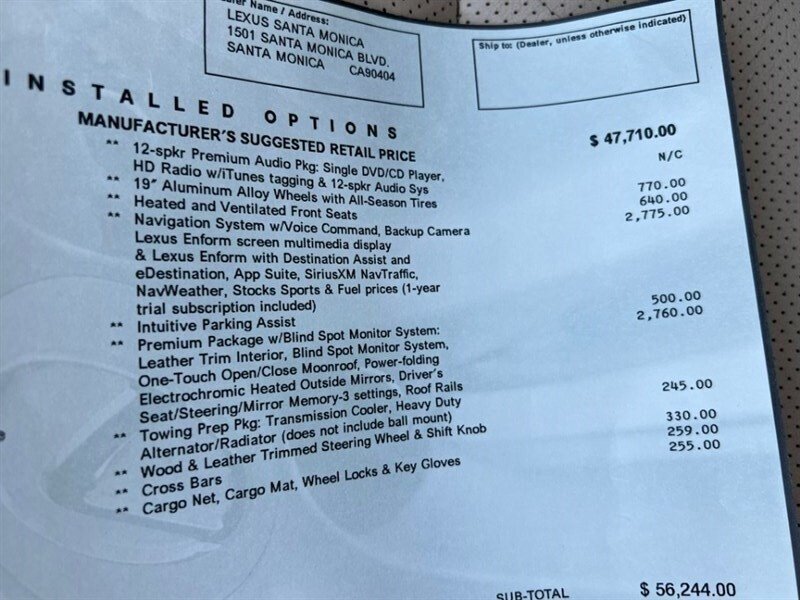 Name / Address:
LEXUS SANTA MONICA
1501 SANTA MONICA BLVD.
SANTA MONICA CA90404
Ship to: (Dealer, unless otherwise indicated)
INSTALLED OPTIONS
MANUFACTURER'S SUGGESTED RETAIL PRICE $ 47,710.00
** 12-spkr Premium Audio Pkg: Single DVD/CD Player, N/C
HD Radio w/iTunes tagging & 12-spkr Audio Sys
** 19" Aluminum Alloy Wheels with All-Season Tires 770.00
** Heated and Ventilated Front Seats 640.00
** Navigation System w/Voice Command, Backup Camera 2,775.00
Lexus Enform screen multimedia display
& Lexus Enform with Destination Assist and
eDestination, App Suite, SiriusXM NavTraffic,
NavWeather, Stocks Sports & Fuel prices (1-year
trial subscription included)
** Intuitive Parking Assist 500.00
** Premium Package w/Blind Spot Monitor System: 2,760.00
Leather Trim Interior, Blind Spot Monitor System,
One-Touch Open/Close Moonroof, Power-folding
Electrochromic Heated Outside Mirrors, Driver's
Seat/Steering/Mirror Memory-3 settings, Roof Rails
** Towing Prep Pkg: Transmission Cooler, Heavy Duty 245.00
Alternator/Radiator (does not include ball mount)
** Wood & Leather Trimmed Steering Wheel & Shift Knob 330.00
** Cross Bars 259.00
** Cargo Net, Cargo Mat, Wheel Locks & Key Gloves 255.00
SUB-TOTAL $ 56,244.00